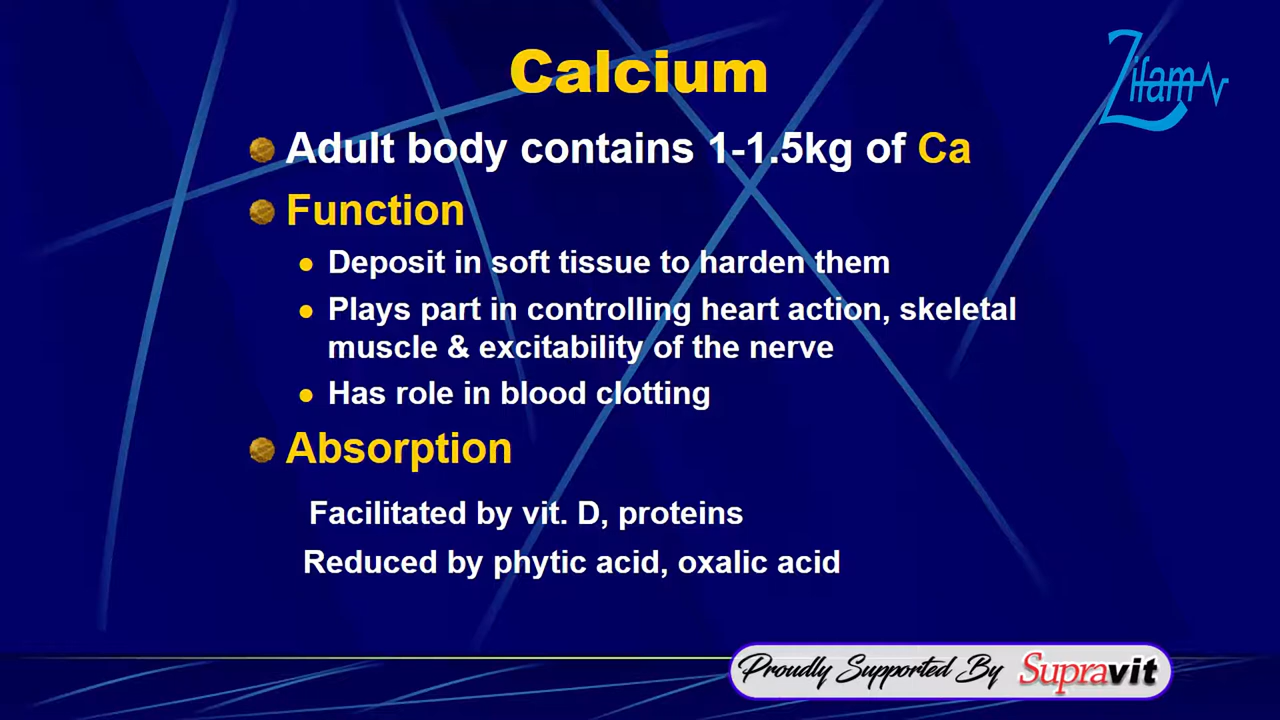 Calcium
Zifam
Adult body contains 1-1.5kg of Ca
Function
Deposit in soft tissue to harden them
Plays part in controlling heart action, skeletal
muscle & excitability of the nerve
Has role in blood clotting
Absorption
Facilitated by vit. D, proteins
Reduced by phytic acid, oxalic acid
Proudly Supported By Supravit